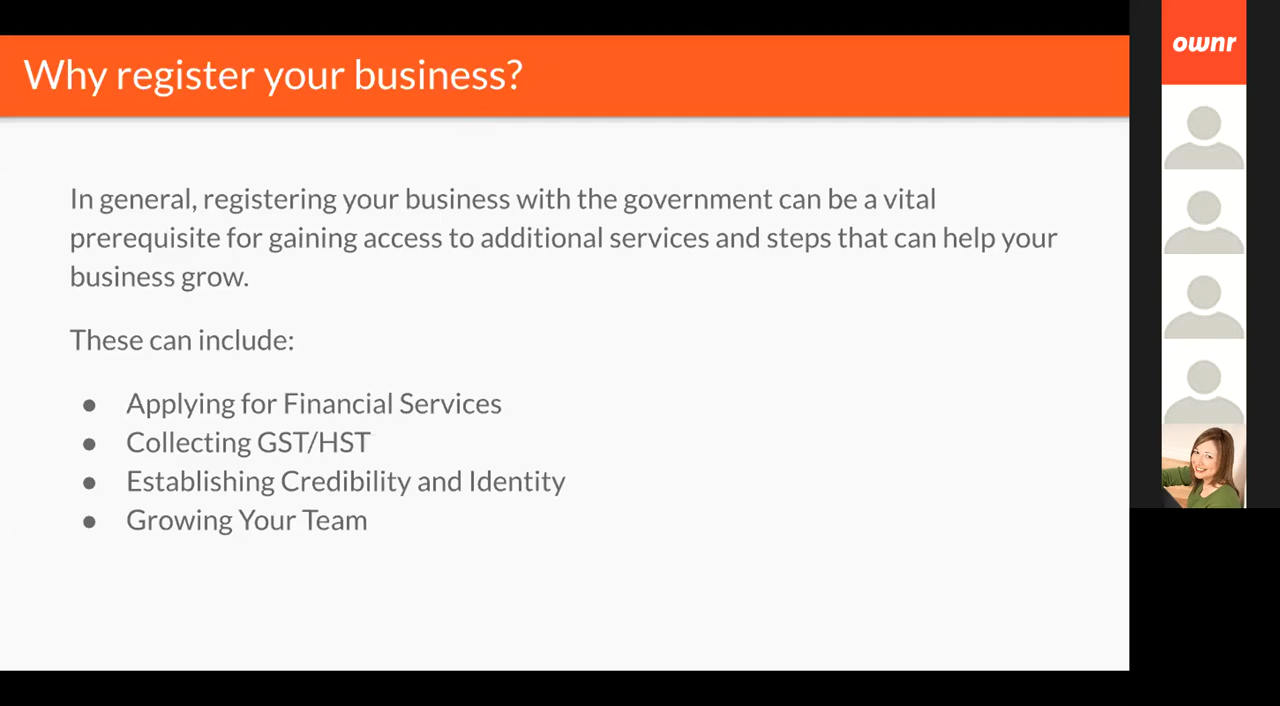 Why register your business?
ownr
In general, registering your business with the government can be a vital
prerequisite for gaining access to additional services and steps that can help your
business grow.
These can include:
● Applying for Financial Services
● Collecting GST/HST
● Establishing Credibility and Identity
● Growing Your Team